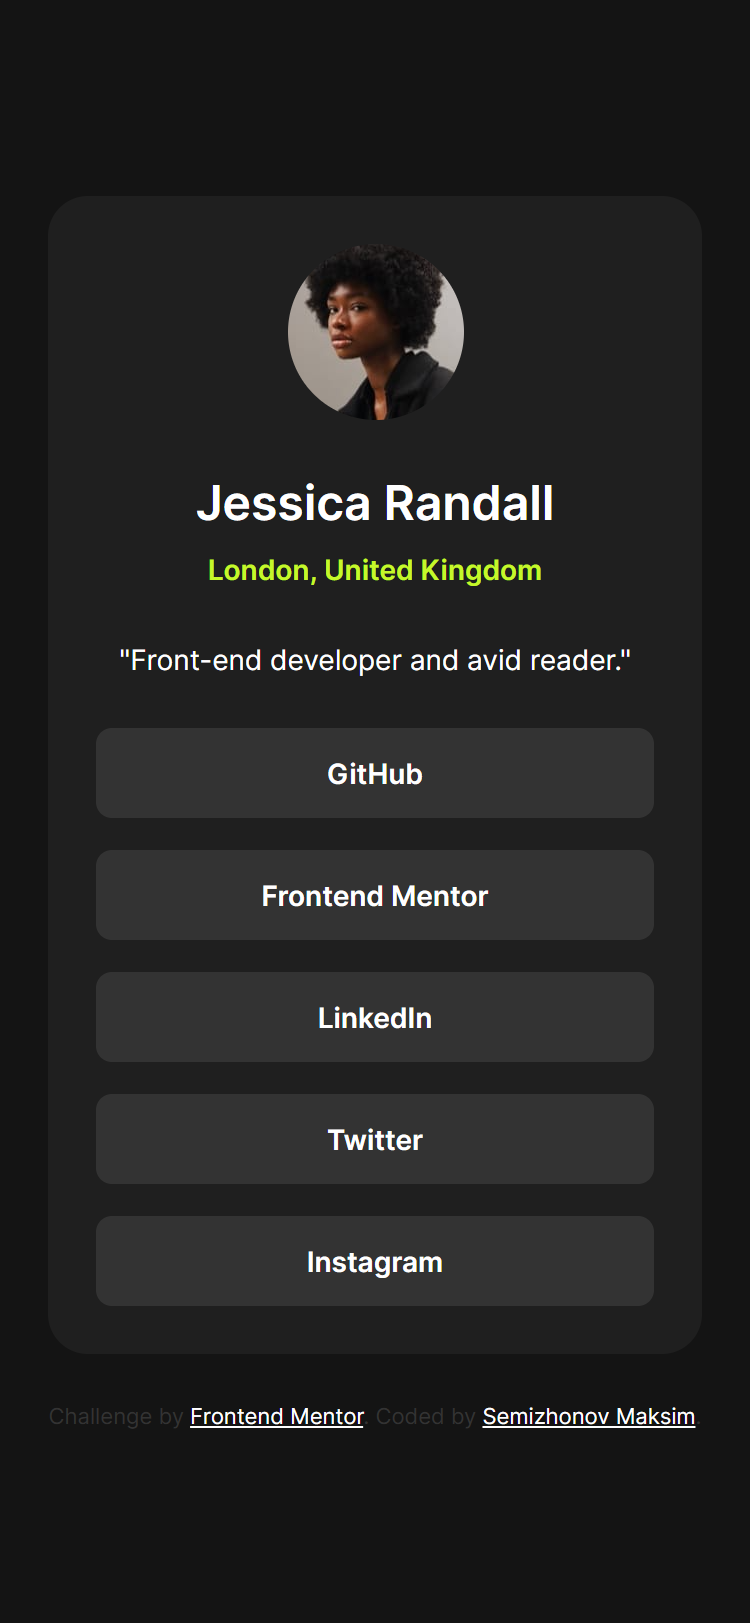 Jessica Randall
London, United Kingdom
"Front-end developer and avid reader."
GitHub
Frontend Mentor
LinkedIn
Twitter
Instagram
Challenge by Frontend Mentor. Coded by Semizhonov Maksim.